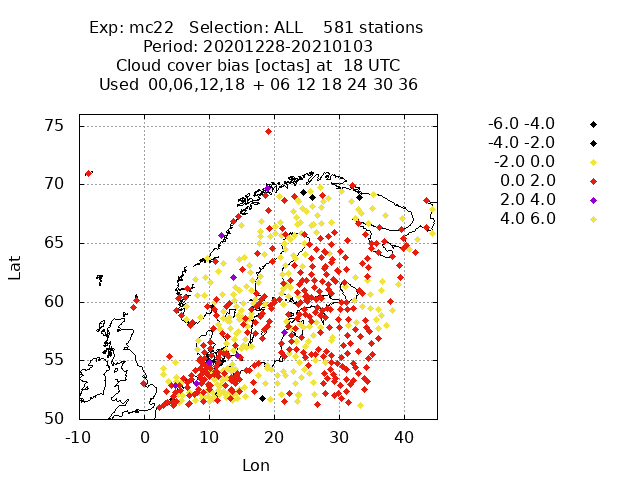 Exp: mc22 Selection: ALL 581 stations
Period: 20201228-20210103
Cloud cover bias [octas] at 18 UTC
Used 00,06,12,18 + 06 12 18 24 30 36
-6.0 -4.0
-4.0 -2.0
-2.0 0.0
0.0 2.0
2.0 4.0
4.0 6.0
75
70
65
60
55
50
Lat
-10 0 10 20 30 40
Lon